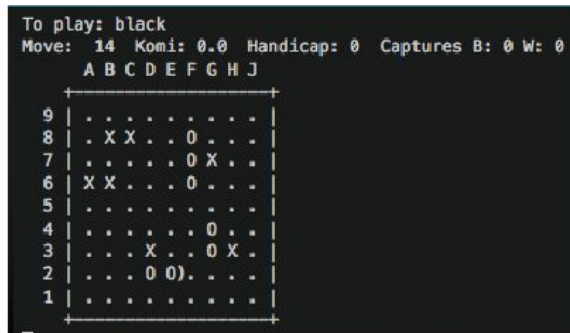 To play: black
Move:  14 Komi: 0.0 Handicap: 0  Captures B: 0 W: 0
      A B C D E F G H J
    +-------------------+
  9 | . . . . . . . . . |
  8 | . X X . . O . . . |
  7 | . . . . . O X . . |
  6 | X X . . . O . . . |
  5 | . . . . . . . . . |
  4 | . . . . . . O . . |
  3 | . . . X . . O X . |
  2 | . . . O O). . . . |
  1 | . . . . . . . . . |
    +-------------------+